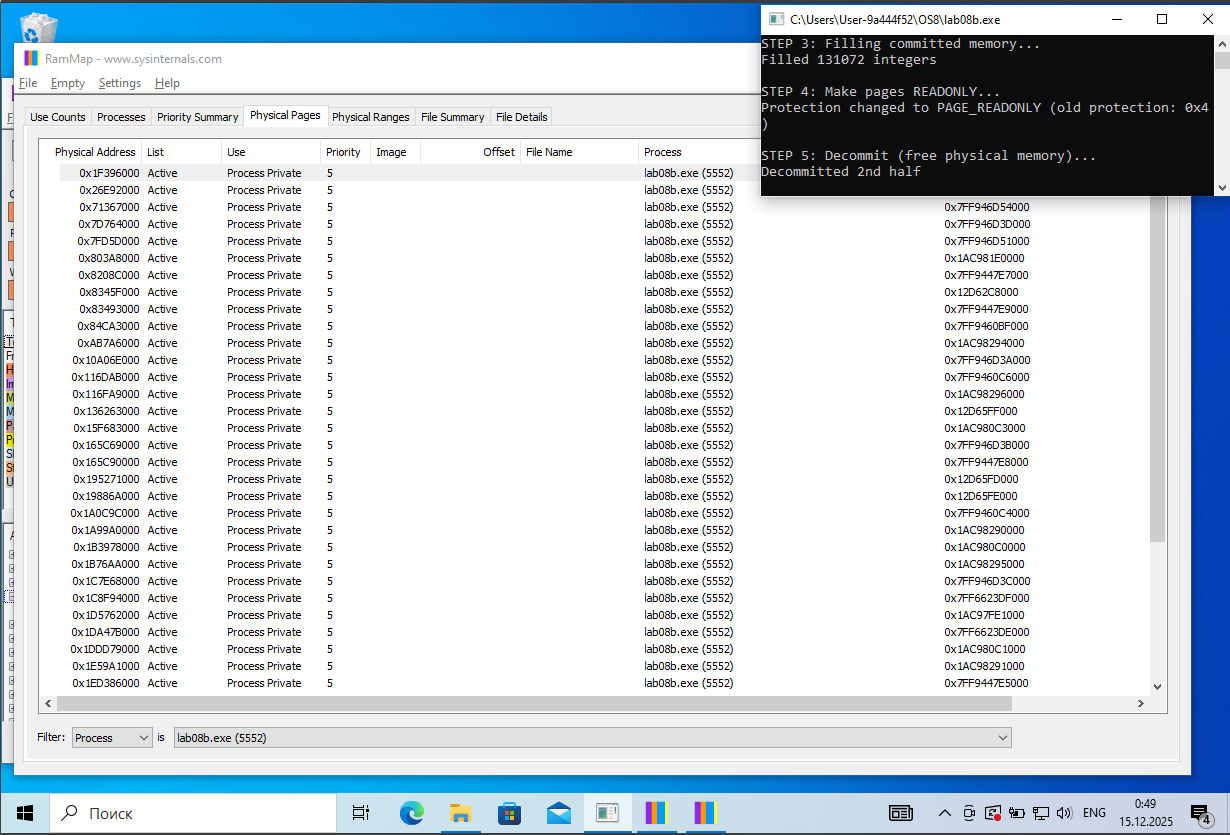 RamMap - www.sysinternals.com
File Empty Settings Help
Use Counts Processes Priority Summary Physical Pages Physical Ranges File Summary File Details
Physical Address List Use Priority Image Offset File Name Process
0x1F396000 Active Process Private 5 lab08b.exe (5552)
0x26E92000 Active Process Private 5 lab08b.exe (5552)
0x71367000 Active Process Private 5 lab08b.exe (5552) 0x7FF946D54000
0x7D764000 Active Process Private 5 lab08b.exe (5552) 0x7FF946D3D000
0x7FD5D000 Active Process Private 5 lab08b.exe (5552) 0x7FF946D51000
0x803A8000 Active Process Private 5 lab08b.exe (5552) 0x1AC981E0000
0x8208C000 Active Process Private 5 lab08b.exe (5552) 0x7FF9447E7000
0x8345F000 Active Process Private 5 lab08b.exe (5552) 0x12D62C8000
0x83493000 Active Process Private 5 lab08b.exe (5552) 0x7FF9447E9000
0x84CA3000 Active Process Private 5 lab08b.exe (5552) 0x7FF9460BF000
0xAB7A6000 Active Process Private 5 lab08b.exe (5552) 0x1AC98294000
0x10A06E000 Active Process Private 5 lab08b.exe (5552) 0x7FF946D3A000
0x116DAB000 Active Process Private 5 lab08b.exe (5552) 0x7FF9460C6000
0x116FA9000 Active Process Private 5 lab08b.exe (5552) 0x1AC98296000
0x136263000 Active Process Private 5 lab08b.exe (5552) 0x12D65FF000
0x15F683000 Active Process Private 5 lab08b.exe (5552) 0x1AC980C3000
0x165C69000 Active Process Private 5 lab08b.exe (5552) 0x7FF946D3B000
0x165C90000 Active Process Private 5 lab08b.exe (5552) 0x7FF9447E8000
0x195271000 Active Process Private 5 lab08b.exe (5552) 0x12D65FD000
0x19886A000 Active Process Private 5 lab08b.exe (5552) 0x12D65FE000
0x1A0C9C000 Active Process Private 5 lab08b.exe (5552) 0x7FF9460C4000
0x1A99A0000 Active Process Private 5 lab08b.exe (5552) 0x1AC98290000
0x1B3978000 Active Process Private 5 lab08b.exe (5552) 0x1AC980C0000
0x1B76AA000 Active Process Private 5 lab08b.exe (5552) 0x1AC98295000
0x1C7E68000 Active Process Private 5 lab08b.exe (5552) 0x7FF946D3C000
0x1C8F94000 Active Process Private 5 lab08b.exe (5552) 0x7FF6623DF000
0x1D5762000 Active Process Private 5 lab08b.exe (5552) 0x1AC97FE1000
0x1DA47B000 Active Process Private 5 lab08b.exe (5552) 0x7FF6623DE000
0x1DDD79000 Active Process Private 5 lab08b.exe (5552) 0x1AC980C1000
0x1E59A1000 Active Process Private 5 lab08b.exe (5552) 0x1AC98291000
0x1ED386000 Active Process Private 5 lab08b.exe (5552) 0x7FF9447E5000
Filter: Process is lab08b.exe (5552)
C:\Users\User-9a444f52\OS8\lab08b.exe
STEP 3: Filling committed memory...
Filled 131072 integers
STEP 4: Make pages READONLY...
Protection changed to PAGE_READONLY (old protection: 0x4
)
STEP 5: Decommit (free physical memory)...
Decommitted 2nd half
Поиск
ENG
0:49
15.12.2025
4